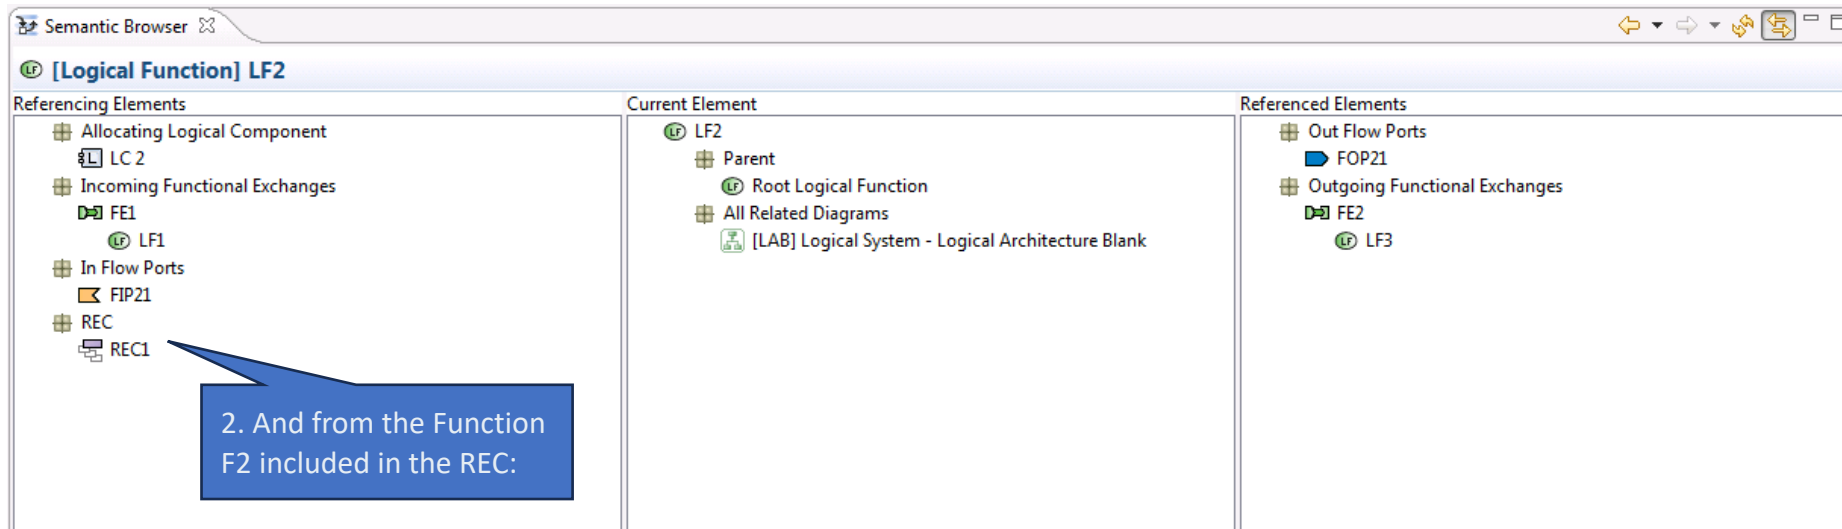 Semantic Browser
[Logical Function] LF2
Referencing Elements
Allocating Logical Component
LC 2
Incoming Functional Exchanges
FE1
LF1
In Flow Ports
FIP21
REC
REC1
2. And from the Function
F2 included in the REC:
Current Element
LF2
Parent
Root Logical Function
All Related Diagrams
[LAB] Logical System - Logical Architecture Blank
Referenced Elements
Out Flow Ports
FOP21
Outgoing Functional Exchanges
FE2
LF3